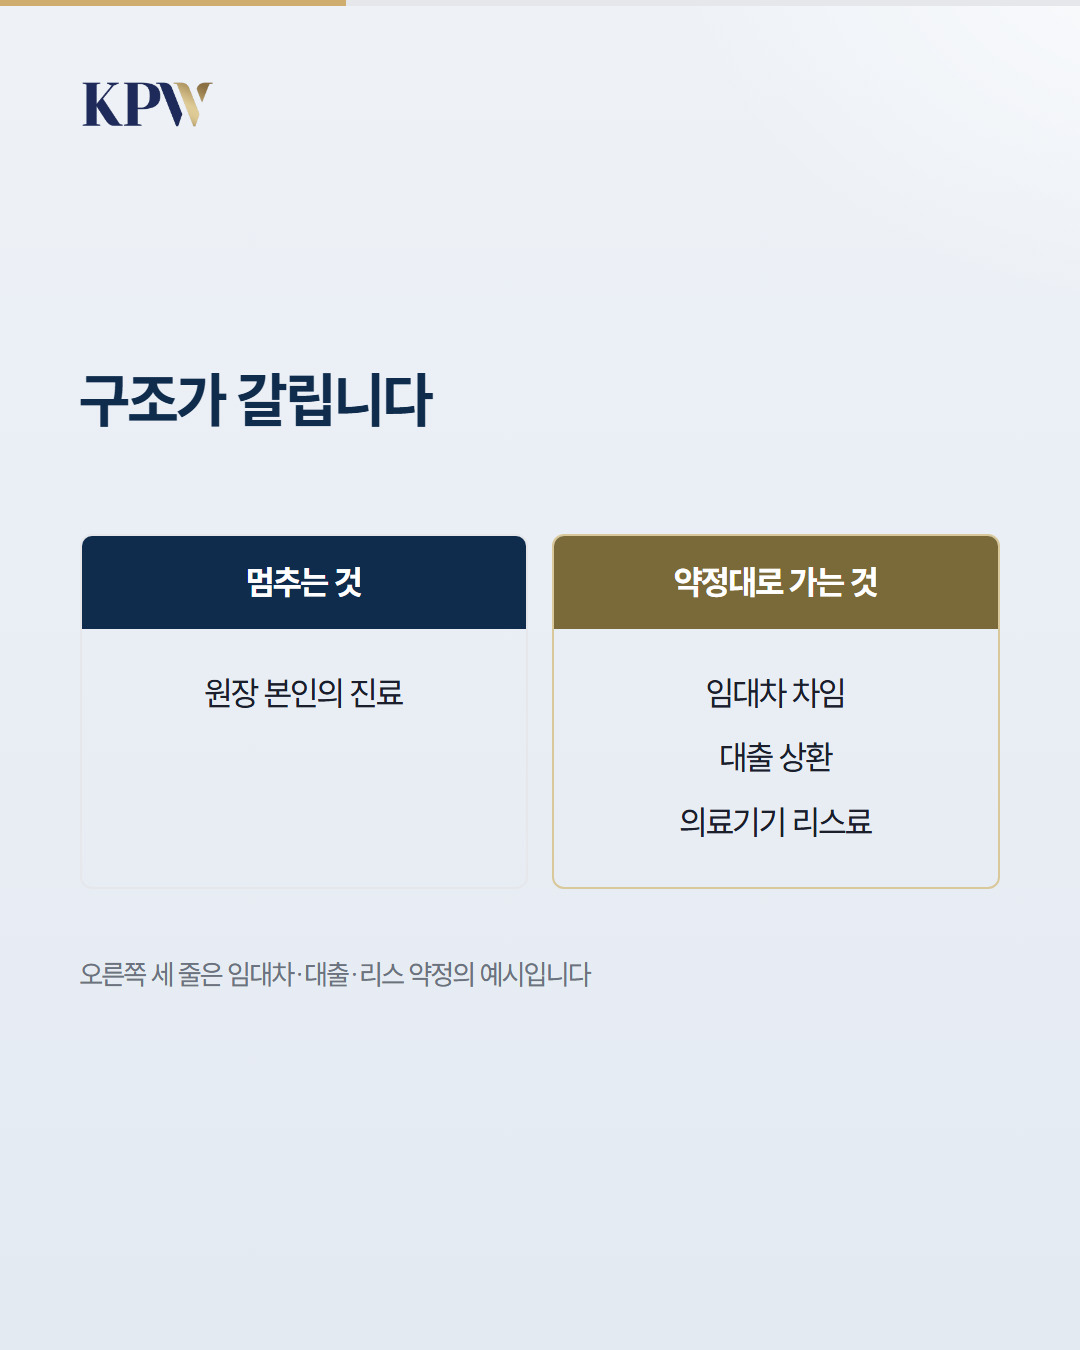 KPW
구조가 갈립니다
멈추는 것
원장 본인의 진료
약정대로 가는 것
임대차 차임
대출 상환
의료기기 리스료
오른쪽 세 줄은 임대차·대출·리스 약정의 예시입니다